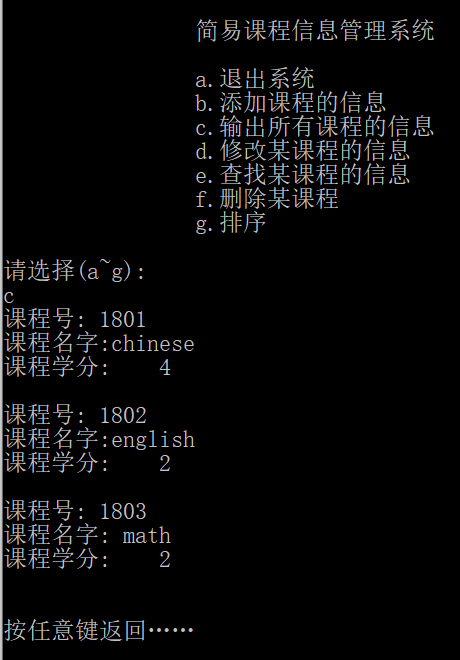 简易课程信息管理系统
a.退出系统
b.添加课程的信息
c.输出所有课程的信息
d.修改某课程的信息
e.查找某课程的信息
f.删除某课程
g.排序
请选择(a~g):
c
课程号: 1801
课程名字:chinese
课程学分:    4
课程号: 1802
课程名字:english
课程学分:    2
课程号: 1803
课程名字: math
课程学分:    2
按任意键返回……